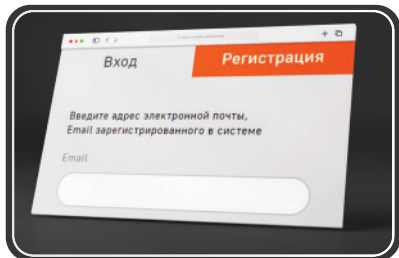 Вход
Регистрация
Введите адрес электронной почты,
Email зарегистрированного в системе
Email